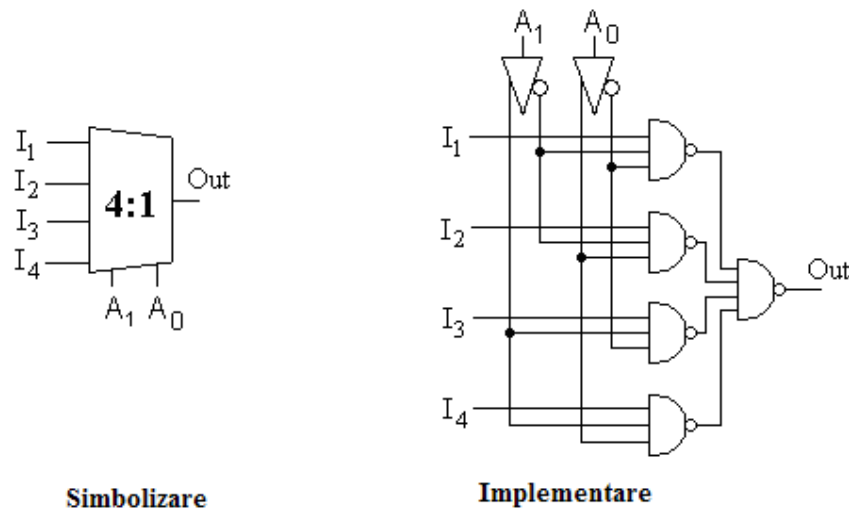 I1
I2
I3
I4
4:1
Out
A1 A0
Simbolizare
A1 A0
I1
I2
I3
I4
Out
Implementare